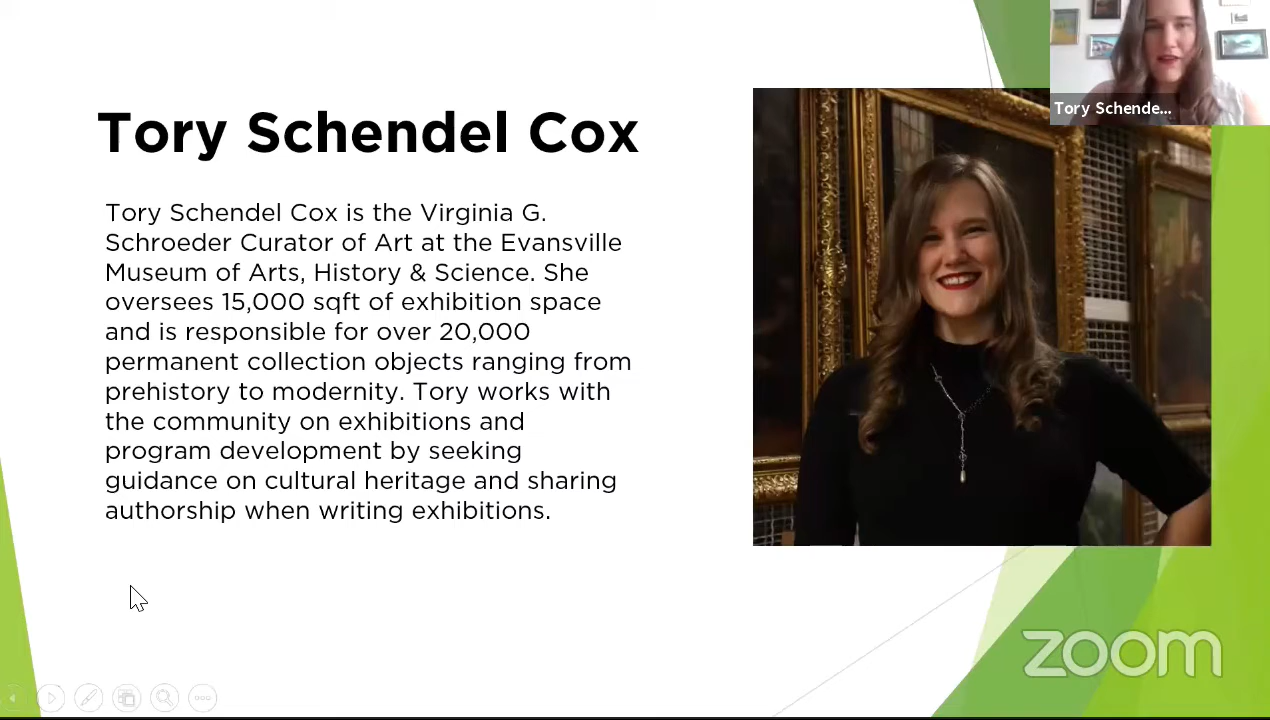 Tory Schende...
Tory Schendel Cox
Tory Schendel Cox is the Virginia G.
Schroeder Curator of Art at the Evansville
Museum of Arts, History & Science. She
oversees 15,000 sqft of exhibition space
and is responsible for over 20,000
permanent collection objects ranging from
prehistory to modernity. Tory works with
the community on exhibitions and
program development by seeking
guidance on cultural heritage and sharing
authorship when writing exhibitions.
zoom